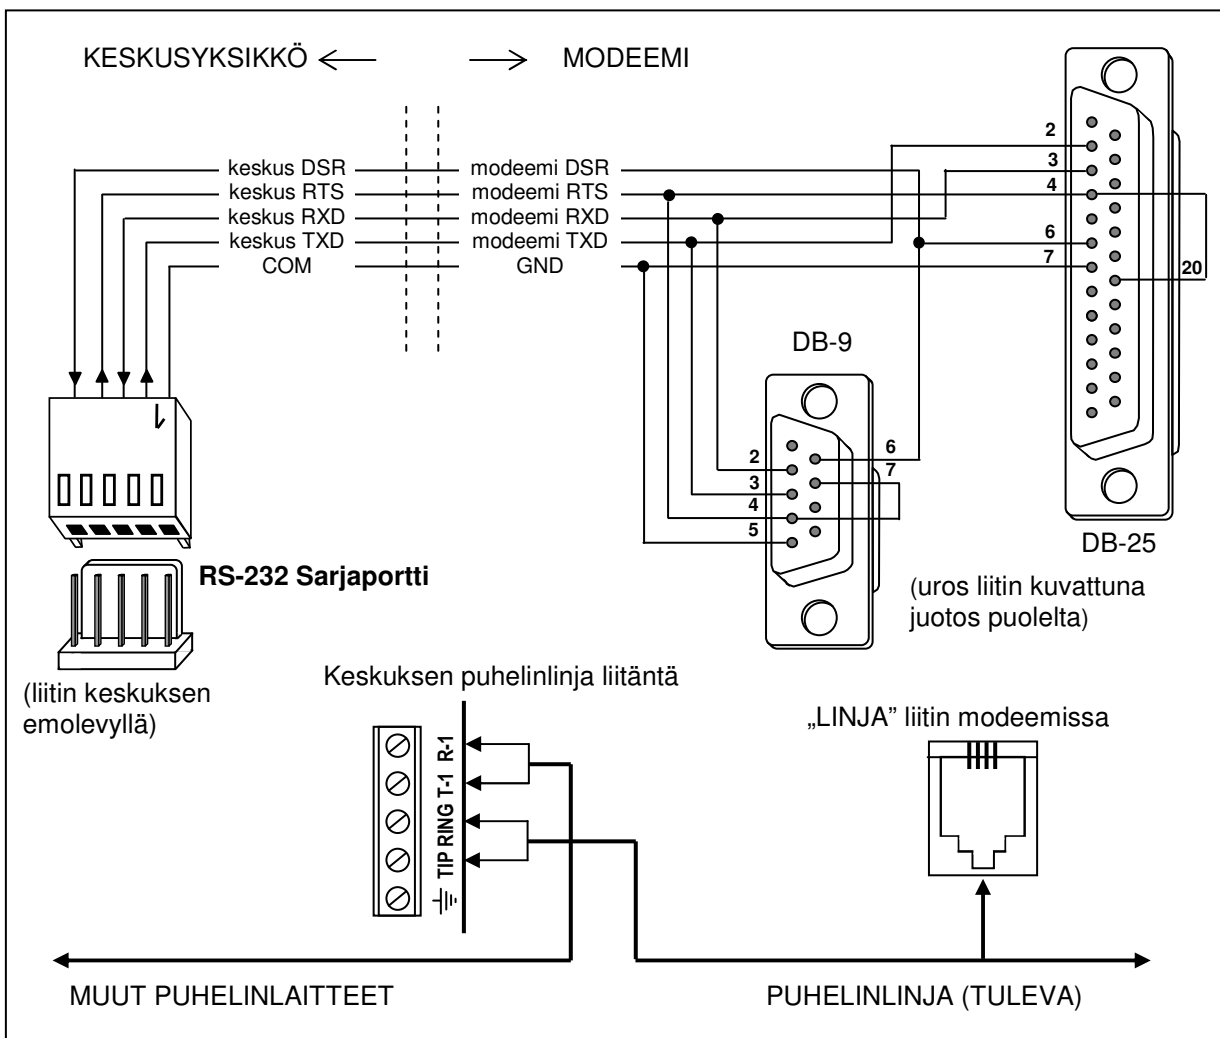 KESKUSYKSIKKÖ
MODEEMI
keskus DSR modeemi DSR
keskus RTS modeemi RTS
keskus RXD modeemi RXD
keskus TXD modeemi TXD
COM GND
2
3
4
6
7
20
DB-25
DB-9
2
3
4
5
6
7
(uros liitin kuvattuna
juotos puolelta)
RS-232 Sarjaportti
(liitin keskuksen
emolevyllä)
Keskuksen puhelinlinja liitäntä
TIP RING T-1 R-1
„LINJA” liitin modeemissa
MUUT PUHELINLAITTEET
PUHELINLINJA (TULEVA)